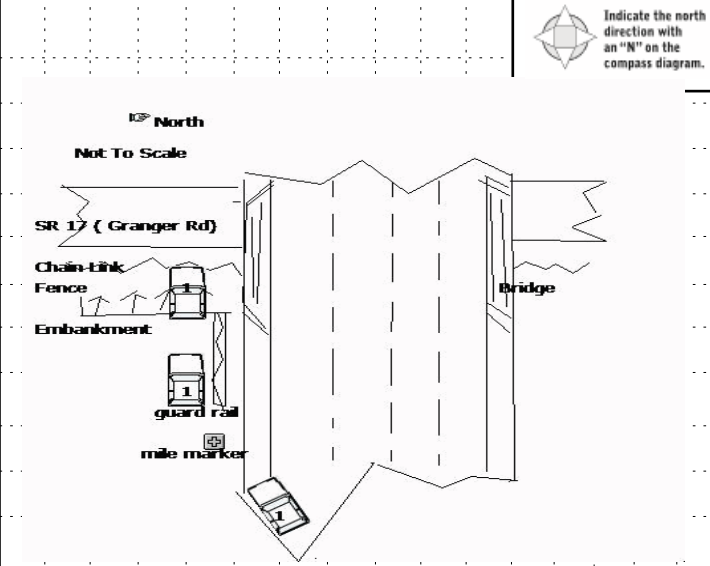 Indicate the north
direction with
an “N” on the
compass diagram.
North
Not To Scale
SR 17 ( Granger Rd)
Chain-Link
Fence
1
Bridge
Embankment
1
guard rail
mile marker
1